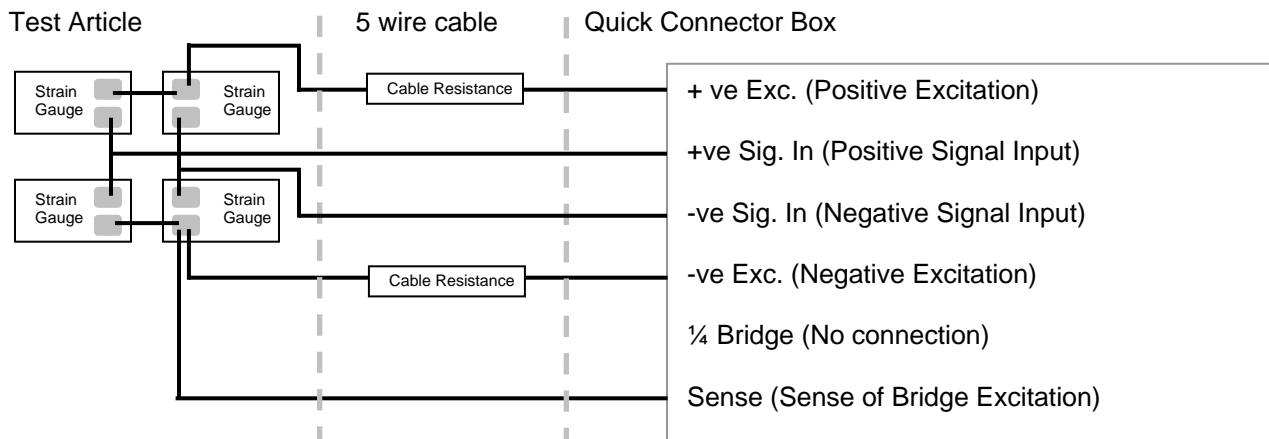 Test Article
5 wire cable
Quick Connector Box
Strain
Gauge
Strain
Gauge
Cable Resistance
+ ve Exc. (Positive Excitation)
+ve Sig. In (Positive Signal Input)
Strain
Gauge
Strain
Gauge
-ve Sig. In (Negative Signal Input)
Cable Resistance
-ve Exc. (Negative Excitation)
¼ Bridge (No connection)
Sense (Sense of Bridge Excitation)